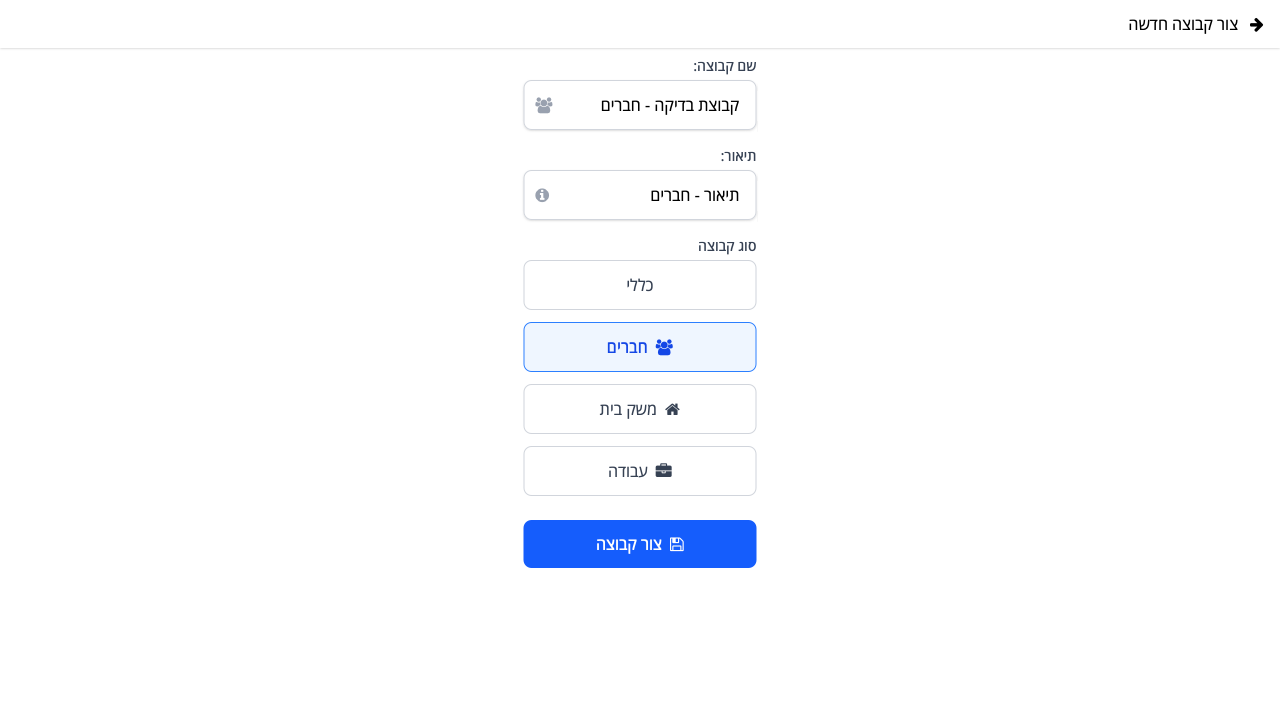 צור קבוצה חדשה
שם קבוצה:
קבוצת בדיקה - חברים
תיאור:
תיאור - חברים
סוג קבוצה
כללי
חברים
משק בית
עבודה
צור קבוצה